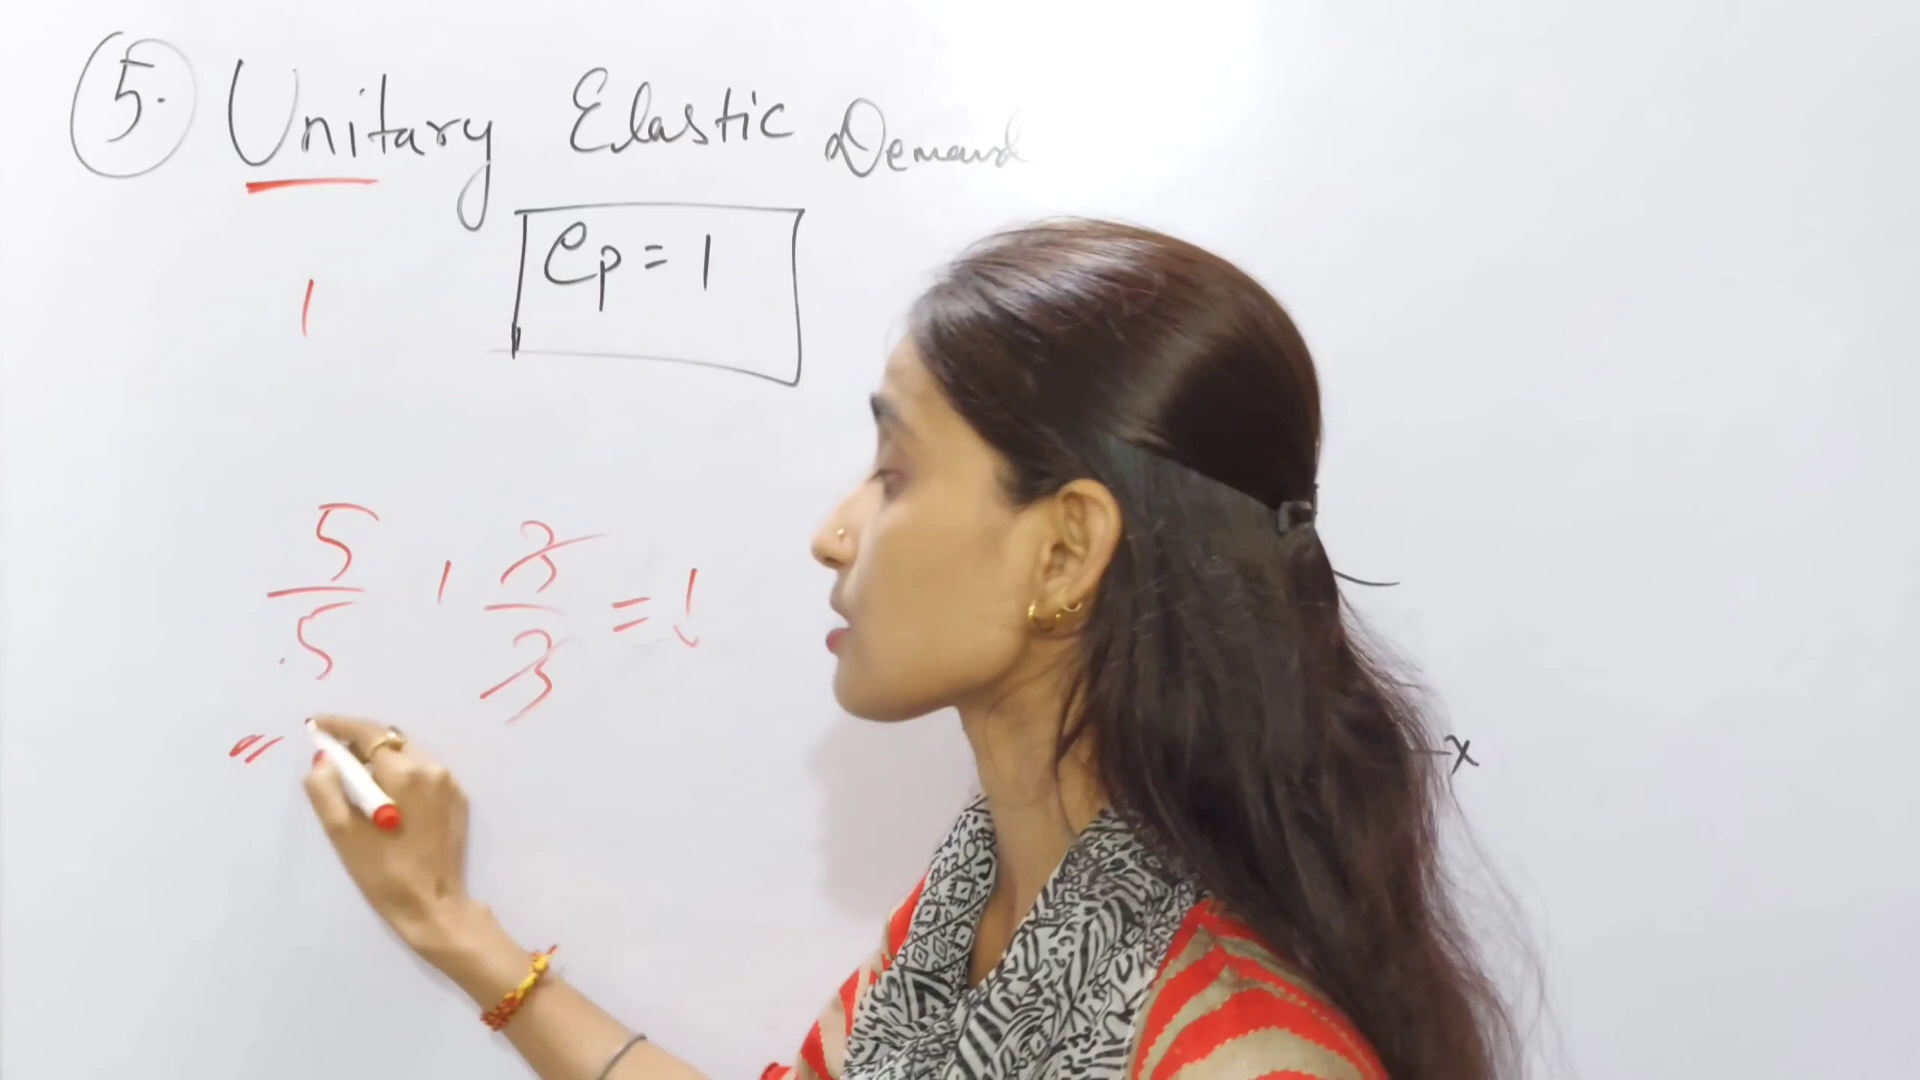 5. Unitary Elastic Demand
ep = 1
1
5/5 , 3/3 = 1
=
x